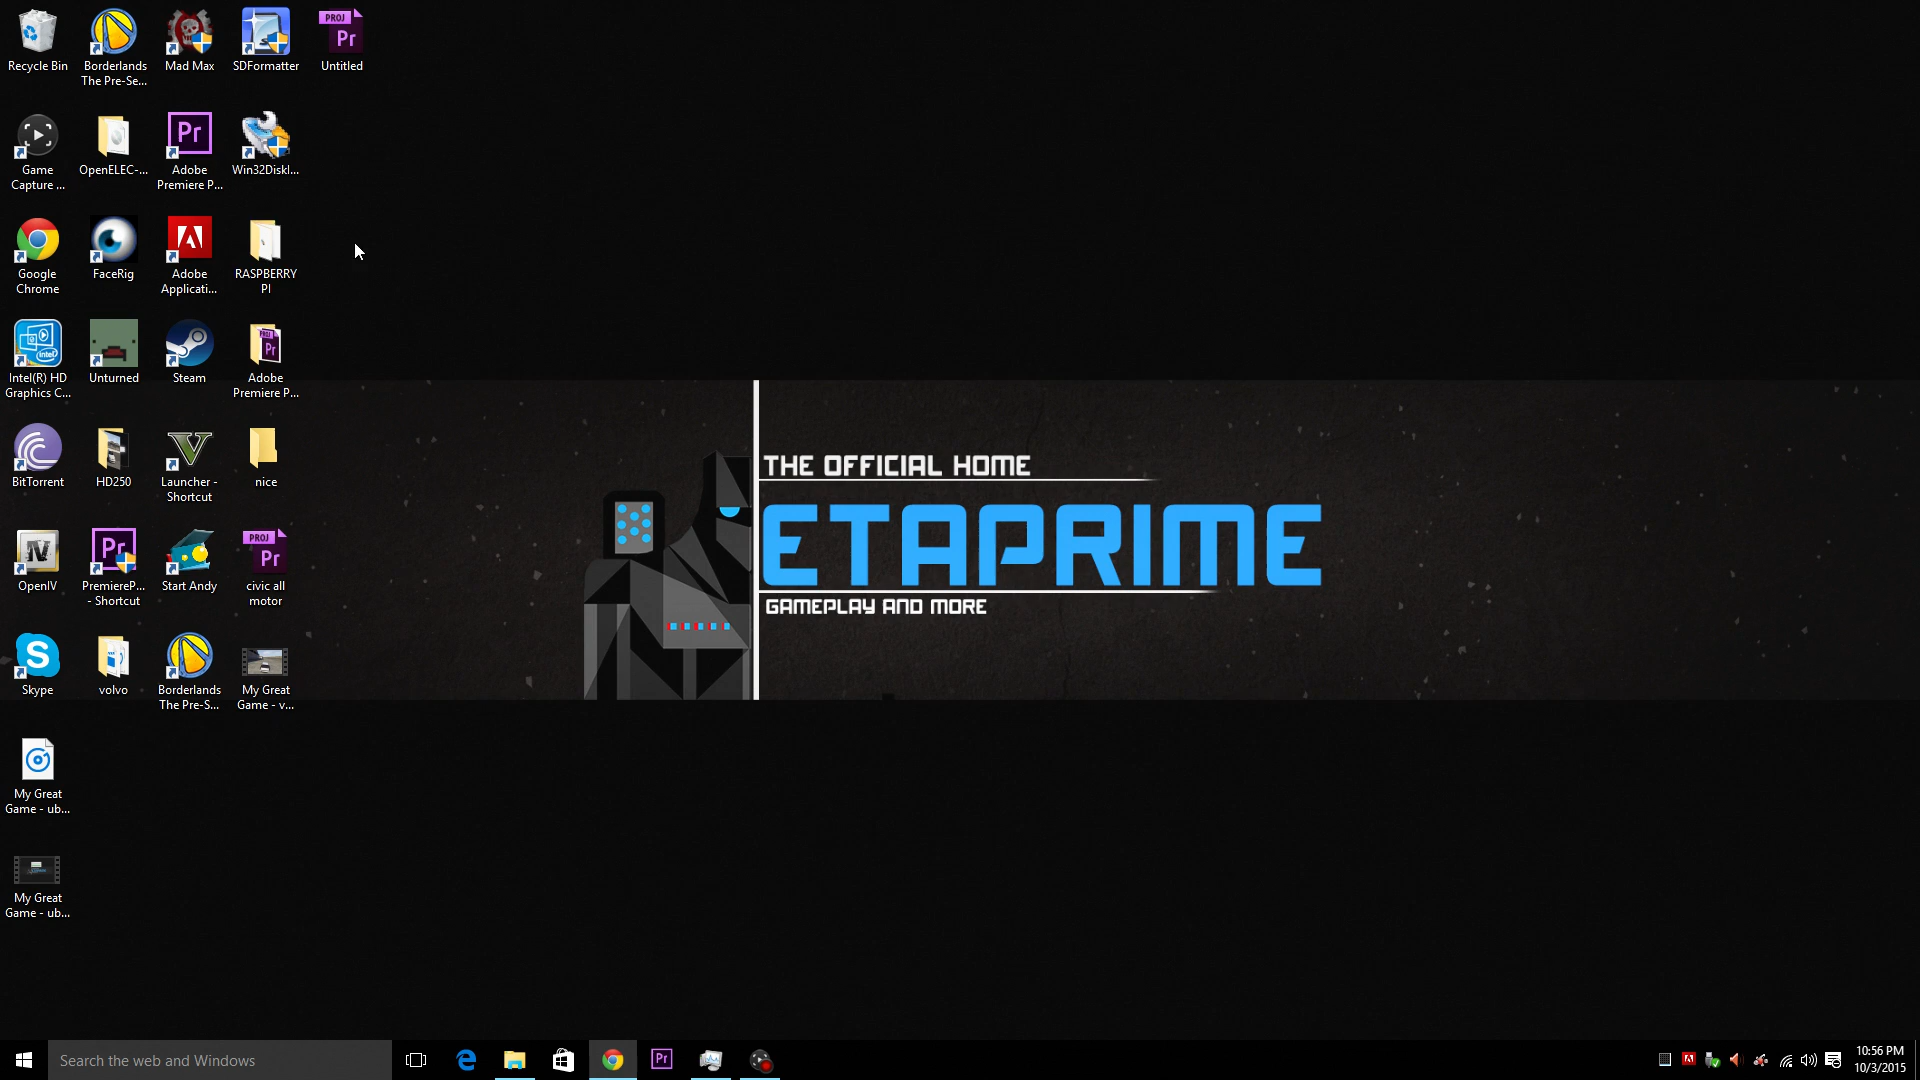 Recycle Bin
Borderlands
The Pre-Se...
Mad Max
SDFormatter
PROJ
Pr
Untitled
Game
Capture ...
OpenELEC-...
Pr
Adobe
Premiere P...
Win32DiskI...
Google
Chrome
FaceRig
Adobe
Applicati...
RASPBERRY
PI
intel
Intel(R) HD
Graphics C...
Unturned
Steam
PROJ
Pr
Adobe
Premiere P...
BitTorrent
HD250
V
Launcher -
Shortcut
nice
IV
OpenIV
Pr
PremiereP...
- Shortcut
Start Andy
PROJ
Pr
civic all
motor
S
Skype
volvo
Borderlands
The Pre-S...
My Great
Game - v...
My Great
Game - ub...
My Great
Game - ub...
THE OFFICIAL HOME
ETAPRIME
GAMEPLAY AND MORE
Search the web and Windows
Pr
10:56 PM
10/3/2015